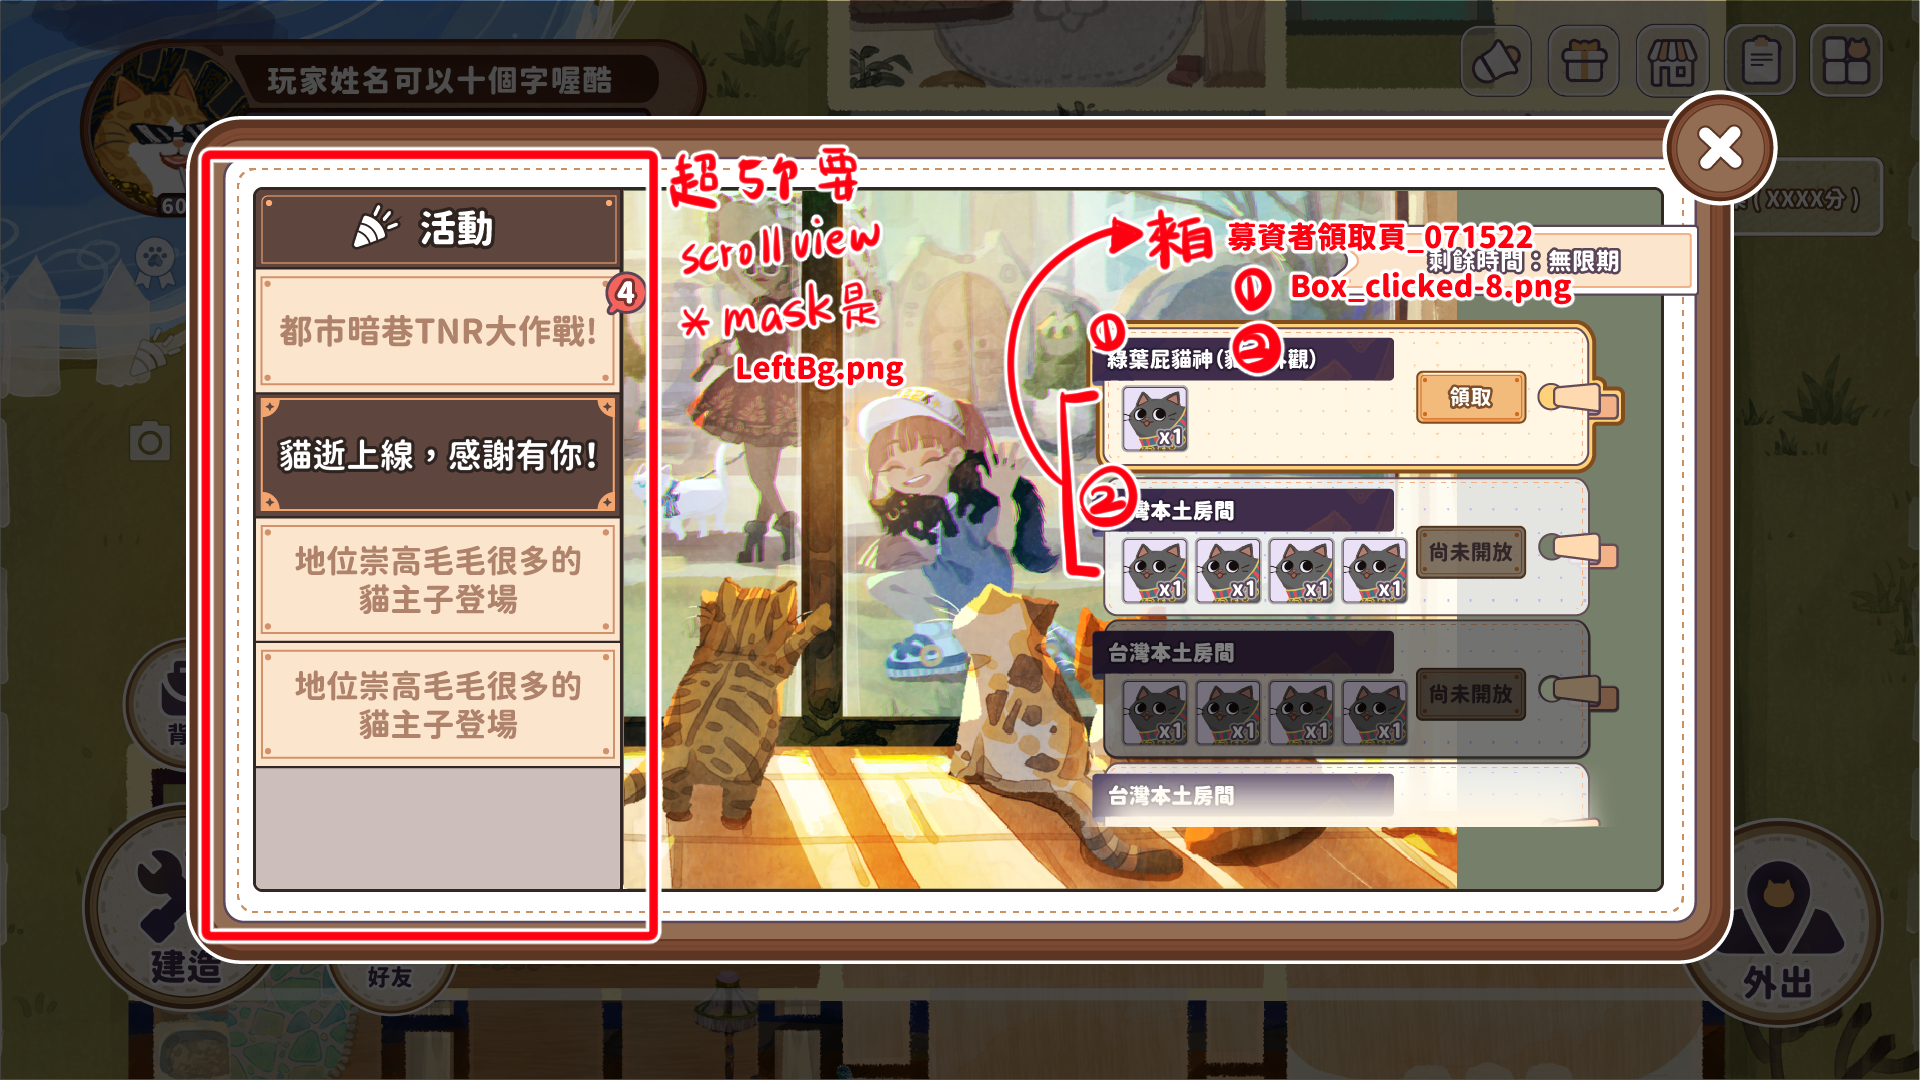 玩家姓名可以十個字喔酷
60
(XXXX分)
活動
都市暗巷TNR大作戰!
4
貓逝上線，感謝有你!
地位崇高毛毛很多的
貓主子登場
地位崇高毛毛很多的
貓主子登場
超5个要
scroll view
*mask是
LeftBg.png
來自
募資者領取頁_071522
① Box_clicked-8.png
②
剩餘時間：無限期
①
綠葉屁貓神
觀)
x1
領取
②
灣本土房間
x1
x1
x1
x1
尚未開放
台灣本土房間
x1
x1
x1
x1
尚未開放
台灣本土房間
背
建造
好友
外出